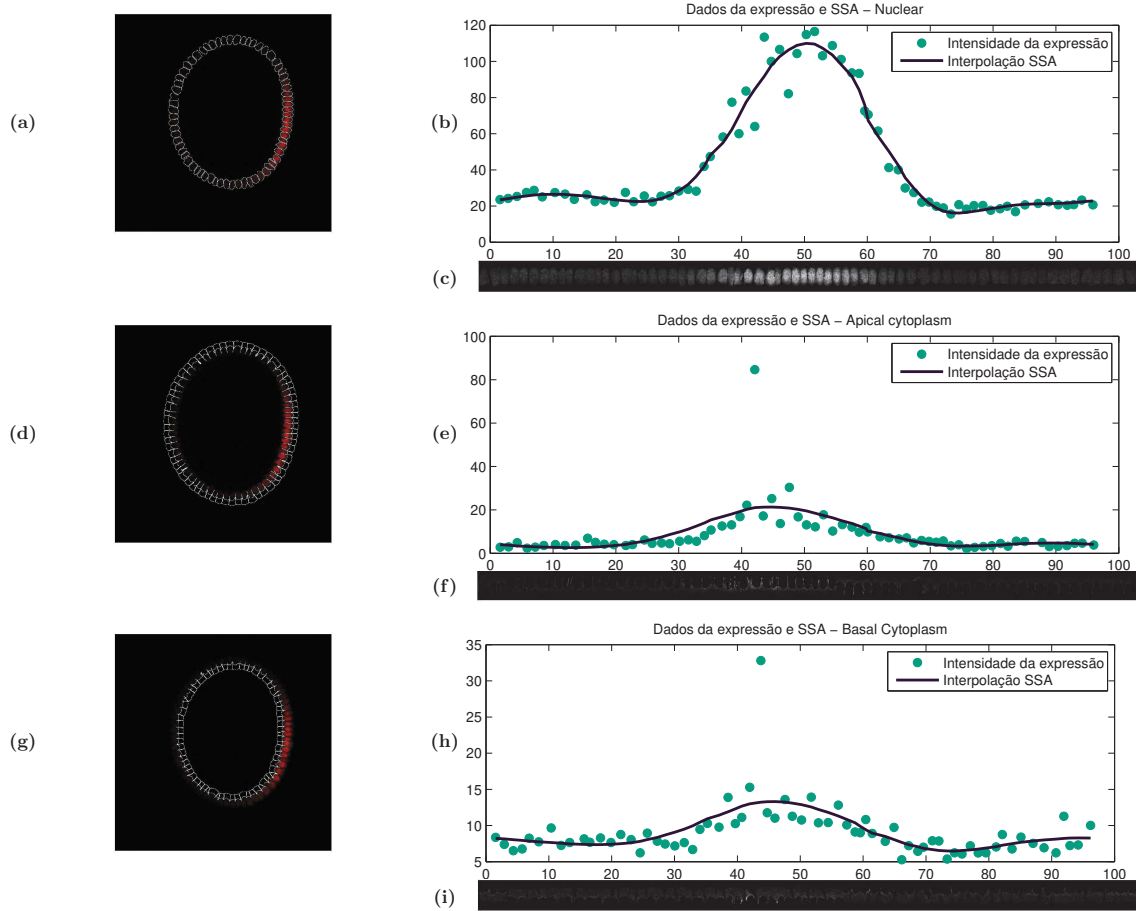 (a)
(b)
Dados da expressão e SSA − Nuclear
Intensidade da expressão
Interpolação SSA
120
100
80
60
40
20
0
0 10 20 30 40 50 60 70 80 90 100
(c)
(d)
(e)
Dados da expressão e SSA − Apical cytoplasm
Intensidade da expressão
Interpolação SSA
100
80
60
40
20
0
0 10 20 30 40 50 60 70 80 90 100
(f)
(g)
(h)
Dados da expressão e SSA − Basal Cytoplasm
Intensidade da expressão
Interpolação SSA
35
30
25
20
15
10
5
0 10 20 30 40 50 60 70 80 90 100
(i)